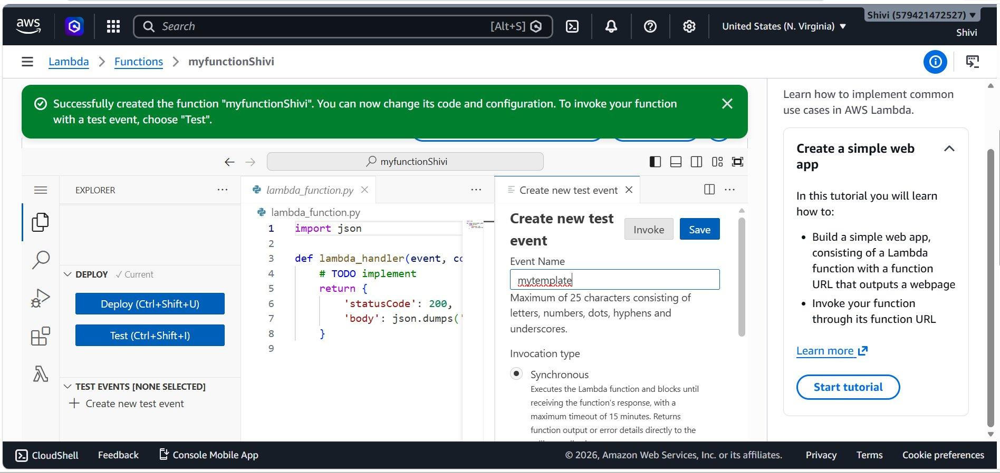 aws
Search [Alt+S]
United States (N. Virginia) ▼
Shivi (579421472527) ▼
Shivi
Lambda > Functions > myfunctionShivi
Successfully created the function "myfunctionShivi". You can now change its code and configuration. To invoke your function
with a test event, choose "Test".
myfunctionShivi
EXPLORER
DEPLOY ✓ Current
Deploy (Ctrl+Shift+U)
Test (Ctrl+Shift+I)
TEST EVENTS [NONE SELECTED]
+ Create new test event
lambda_function.py
lambda_function.py
1 import json
2
3 def lambda_handler(event, co
4 # TODO implement
5 return {
6 'statusCode': 200,
7 'body': json.dumps('
8 }
9
Create new test event
Create new test
event
Invoke
Save
Event Name
mytemplate
Maximum of 25 characters consisting of
letters, numbers, dots, hyphens and
underscores.
Invocation type
Synchronous
Executes the Lambda function and blocks until
receiving the function's response, with a
maximum timeout of 15 minutes. Returns
function output or error details directly to the
Learn how to implement common
use cases in AWS Lambda.
Create a simple web
app
In this tutorial you will learn
how to:
• Build a simple web app,
consisting of a Lambda
function with a function
URL that outputs a webpage
• Invoke your function
through its function URL
Learn more
Start tutorial
CloudShell
Feedback
Console Mobile App
© 2026, Amazon Web Services, Inc. or its affiliates.
Privacy
Terms
Cookie preferences